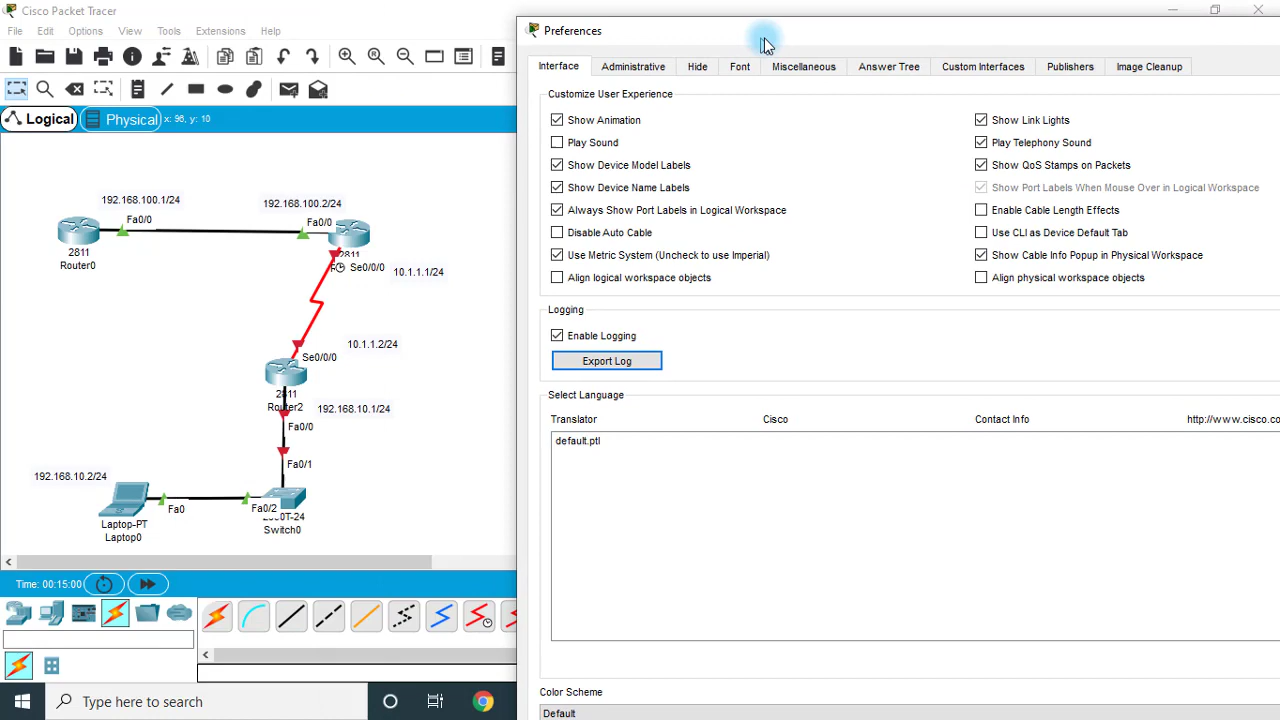 Cisco Packet Tracer
File Edit Options View Tools Extensions Help
Logical
Physical
x: 96, y: 10
192.168.100.1/24
192.168.100.2/24
Fa0/0
Fa0/0
2811
Router0
2811
Se0/0/0
10.1.1.1/24
10.1.1.2/24
Se0/0/0
2811
Router2
192.168.10.1/24
Fa0/0
Fa0/1
192.168.10.2/24
Fa0
Fa0/2
Laptop-PT
Laptop0
Switch0
Time: 00:15:00
Type here to search
Preferences
Interface Administrative Hide Font Miscellaneous Answer Tree Custom Interfaces Publishers Image Cleanup
Customize User Experience
Show Animation
Play Sound
Show Device Model Labels
Show Device Name Labels
Always Show Port Labels in Logical Workspace
Disable Auto Cable
Use Metric System (Uncheck to use Imperial)
Align logical workspace objects
Show Link Lights
Play Telephony Sound
Show QoS Stamps on Packets
Show Port Labels When Mouse Over in Logical Workspace
Enable Cable Length Effects
Use CLI as Device Default Tab
Show Cable Info Popup in Physical Workspace
Align physical workspace objects
Logging
Enable Logging
Export Log
Select Language
Translator Cisco Contact Info http://www.cisco.co
default.ptl
Color Scheme
Default